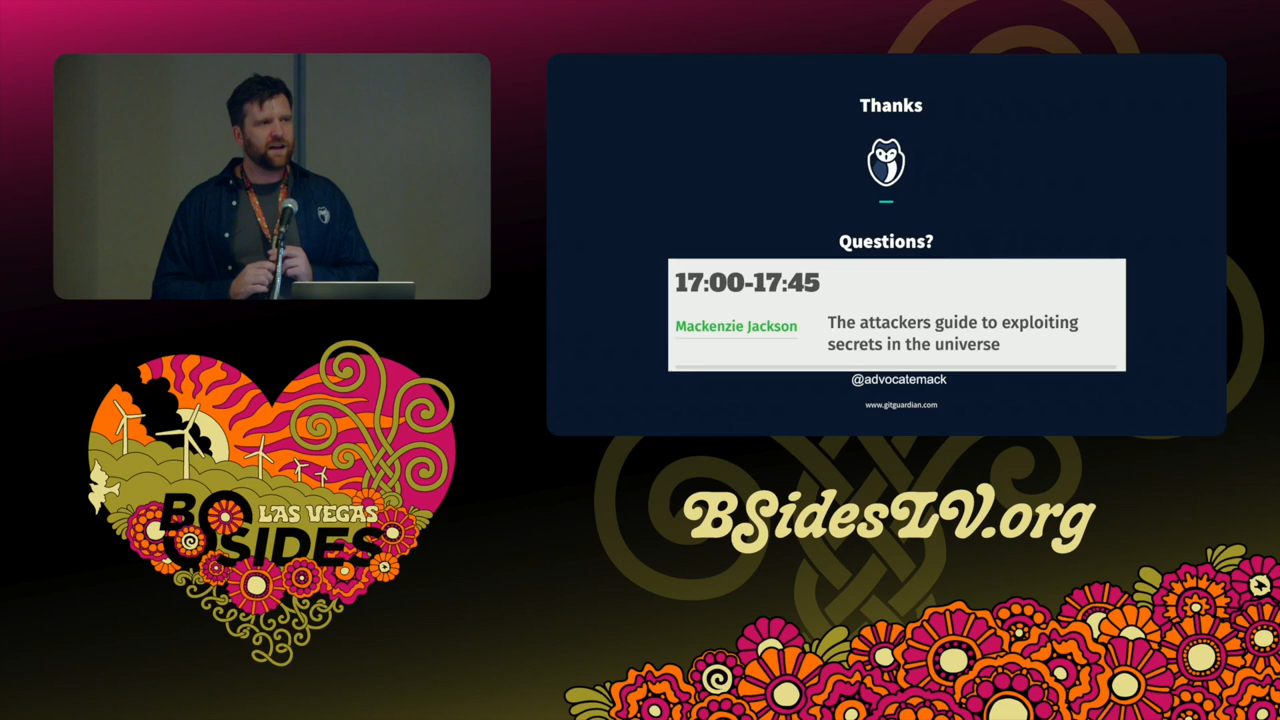 Thanks
Questions?
17:00-17:45
Mackenzie Jackson
The attackers guide to exploiting
secrets in the universe
@advocatemack
www.gitguardian.com
BSidesLV.org
LAS VEGAS
BSIDES
23